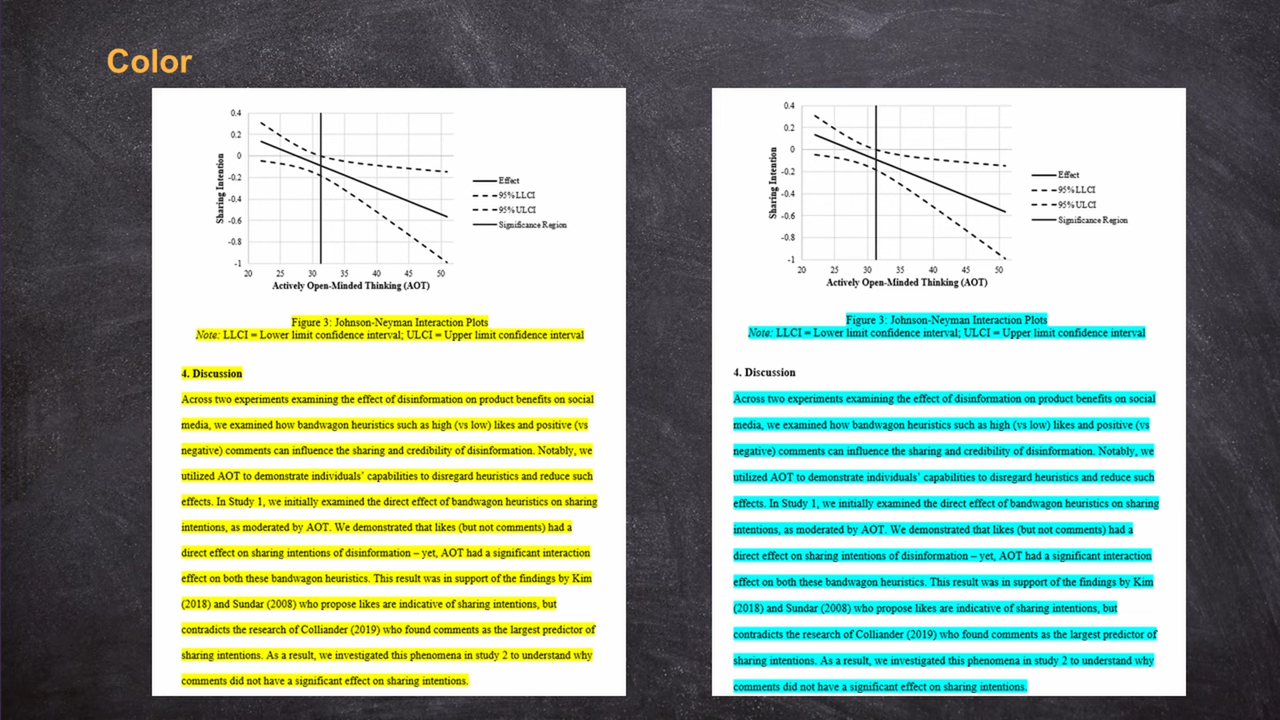 Color
0.4
0.2
0
-0.2
-0.4
-0.6
-0.8
-1
20 25 30 35 40 45 50
Sharing Intention
Actively Open-Minded Thinking (AOT)
Effect
95% LLCI
95% ULCI
Significance Region
Figure 3: Johnson-Neyman Interaction Plots
Note: LLCI = Lower limit confidence interval; ULCI = Upper limit confidence interval
4. Discussion
Across two experiments examining the effect of disinformation on product benefits on social
media, we examined how bandwagon heuristics such as high (vs low) likes and positive (vs
negative) comments can influence the sharing and credibility of disinformation. Notably, we
utilized AOT to demonstrate individuals’ capabilities to disregard heuristics and reduce such
effects. In Study 1, we initially examined the direct effect of bandwagon heuristics on sharing
intentions, as moderated by AOT. We demonstrated that likes (but not comments) had a
direct effect on sharing intentions of disinformation – yet, AOT had a significant interaction
effect on both these bandwagon heuristics. This result was in support of the findings by Kim
(2018) and Sundar (2008) who propose likes are indicative of sharing intentions, but
contradicts the research of Colliander (2019) who found comments as the largest predictor of
sharing intentions. As a result, we investigated this phenomena in study 2 to understand why
comments did not have a significant effect on sharing intentions.
0.4
0.2
0
-0.2
-0.4
-0.6
-0.8
-1
20 25 30 35 40 45 50
Sharing Intention
Actively Open-Minded Thinking (AOT)
Effect
95% LLCI
95% ULCI
Significance Region
Figure 3: Johnson-Neyman Interaction Plots
Note: LLCI = Lower limit confidence interval; ULCI = Upper limit confidence interval
4. Discussion
Across two experiments examining the effect of disinformation on product benefits on social
media, we examined how bandwagon heuristics such as high (vs low) likes and positive (vs
negative) comments can influence the sharing and credibility of disinformation. Notably, we
utilized AOT to demonstrate individuals’ capabilities to disregard heuristics and reduce such
effects. In Study 1, we initially examined the direct effect of bandwagon heuristics on sharing
intentions, as moderated by AOT. We demonstrated that likes (but not comments) had a
direct effect on sharing intentions of disinformation – yet, AOT had a significant interaction
effect on both these bandwagon heuristics. This result was in support of the findings by Kim
(2018) and Sundar (2008) who propose likes are indicative of sharing intentions, but
contradicts the research of Colliander (2019) who found comments as the largest predictor of
sharing intentions. As a result, we investigated this phenomena in study 2 to understand why
comments did not have a significant effect on sharing intentions.